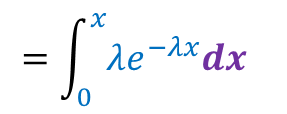 = ∫₀ˣ λe^{−λx} dx